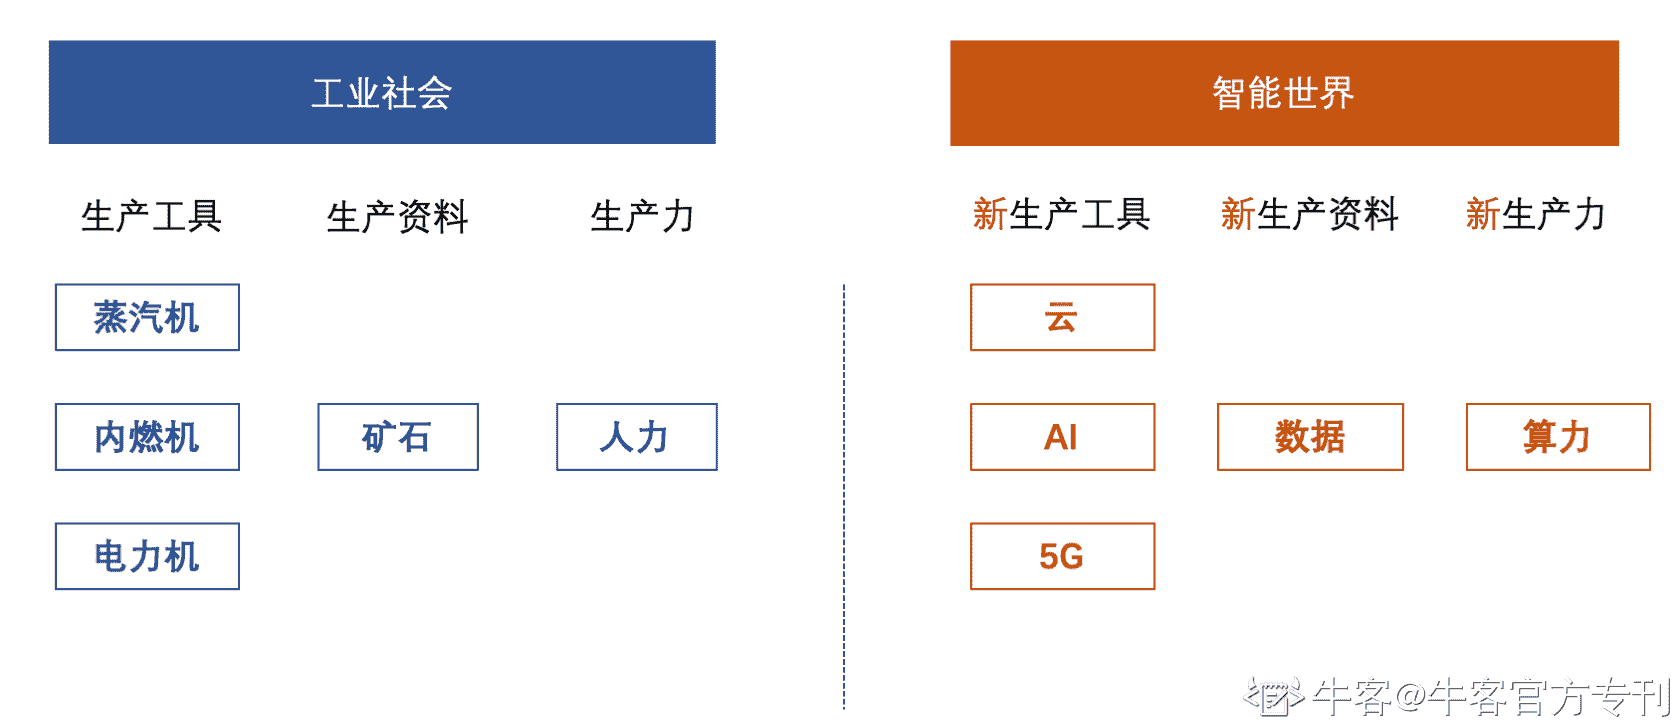 工业社会
智能世界
生产工具
生产资料
生产力
新生产工具
新生产资料
新生产力
蒸汽机
云
内燃机
矿石
人力
AI
数据
算力
电力机
5G
牛客@牛客官方专刊